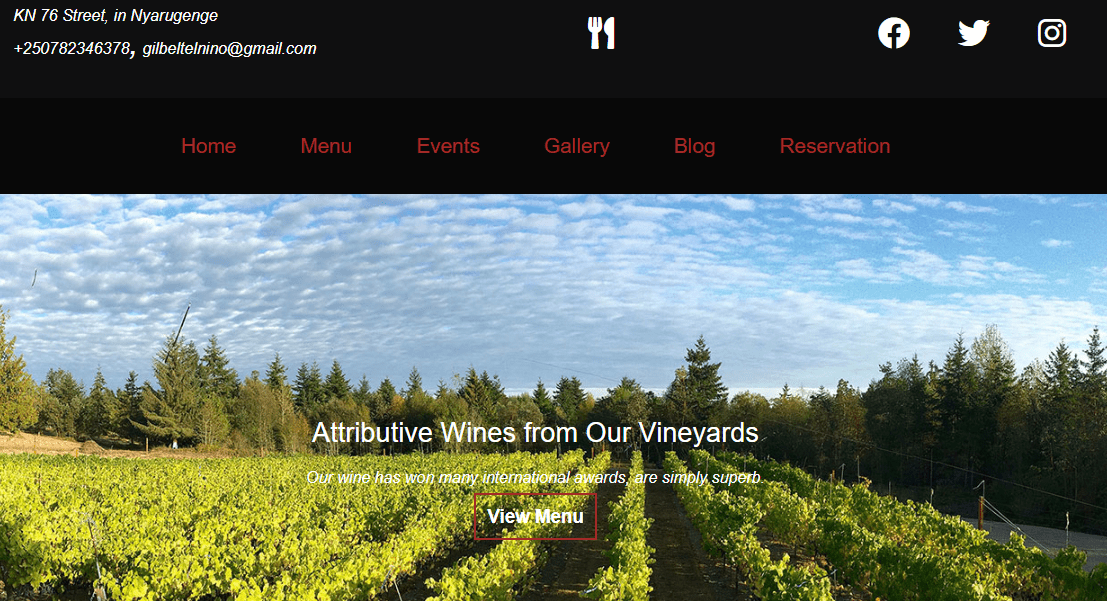 KN 76 Street, in Nyarugenge
+250782346378, gilbeltelnino@gmail.com
Home Menu Events Gallery Blog Reservation
Attributive Wines from Our Vineyards
Our wine has won many international awards, are simply superb
View Menu